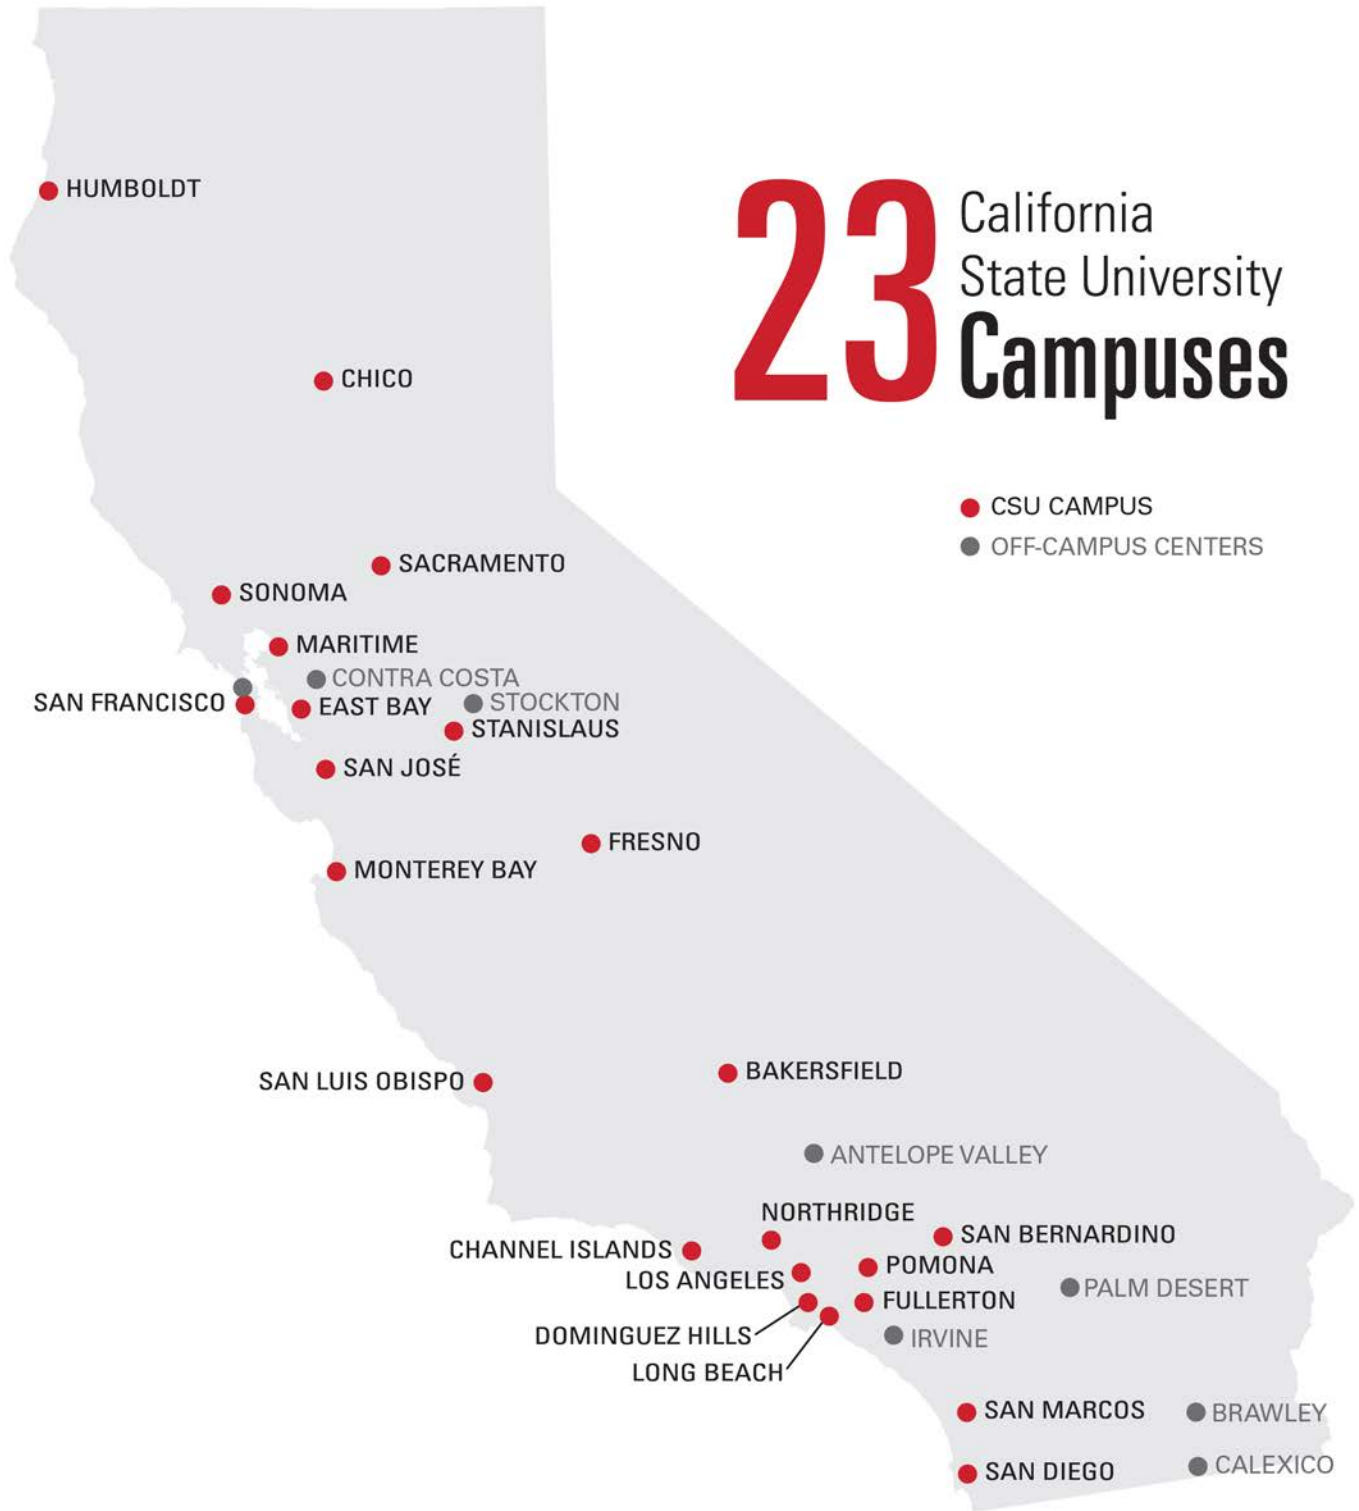 HUMBOLDT
23
California
State University
Campuses
CHICO
CSU CAMPUS
OFF-CAMPUS CENTERS
SACRAMENTO
SONOMA
MARITIME
CONTRA COSTA
SAN FRANCISCO
EAST BAY
STOCKTON
STANISLAUS
SAN JOSÉ
FRESNO
MONTEREY BAY
SAN LUIS OBISPO
BAKERSFIELD
ANTELOPE VALLEY
NORTHRIDGE
SAN BERNARDINO
CHANNEL ISLANDS
POMONA
LOS ANGELES
PALM DESERT
FULLERTON
DOMINGUEZ HILLS
IRVINE
LONG BEACH
SAN MARCOS
BRAWLEY
SAN DIEGO
CALEXICO